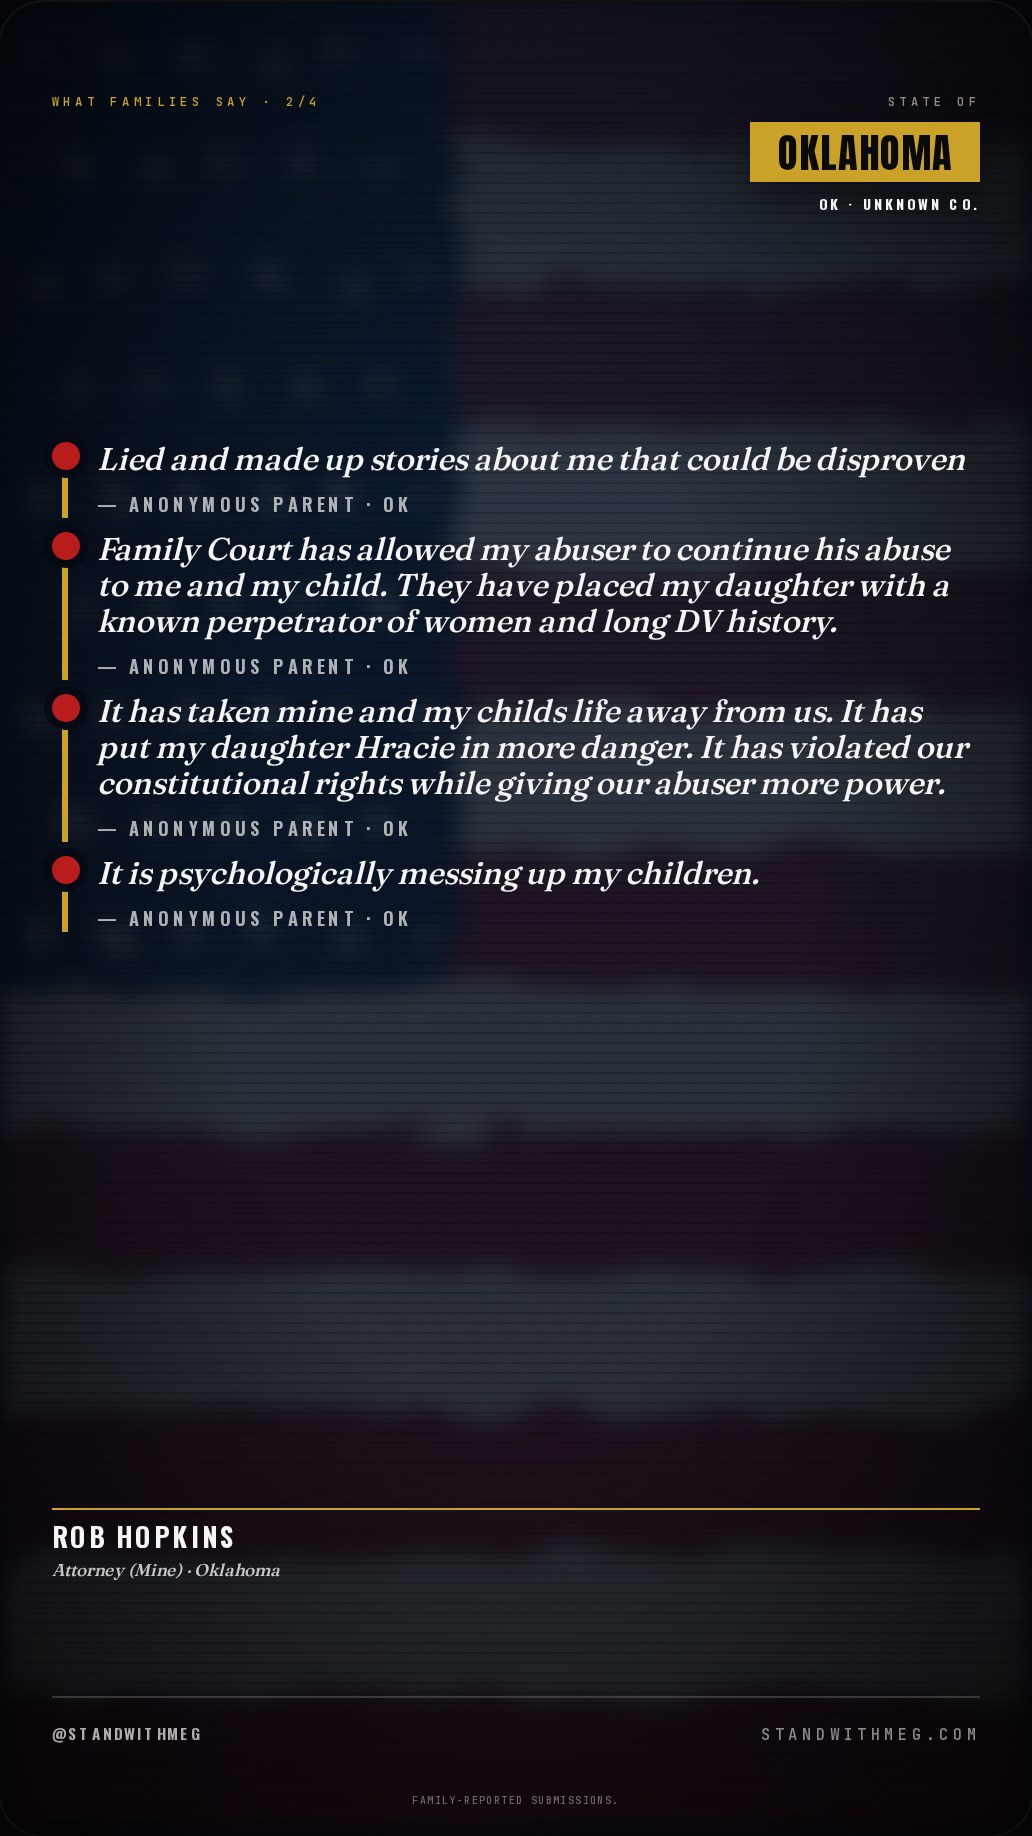 WHAT FAMILIES SAY · 2/4
STATE OF
OKLAHOMA
OK · UNKNOWN CO.
Lied and made up stories about me that could be disproven
— ANONYMOUS PARENT · OK
Family Court has allowed my abuser to continue his abuse
to me and my child. They have placed my daughter with a
known perpetrator of women and long DV history.
— ANONYMOUS PARENT · OK
It has taken mine and my childs life away from us. It has
put my daughter Hracie in more danger. It has violated our
constitutional rights while giving our abuser more power.
— ANONYMOUS PARENT · OK
It is psychologically messing up my children.
— ANONYMOUS PARENT · OK
ROB HOPKINS
Attorney (Mine) · Oklahoma
@STANDWITHMEG
STANDWITHMEG.COM
FAMILY-REPORTED SUBMISSIONS.